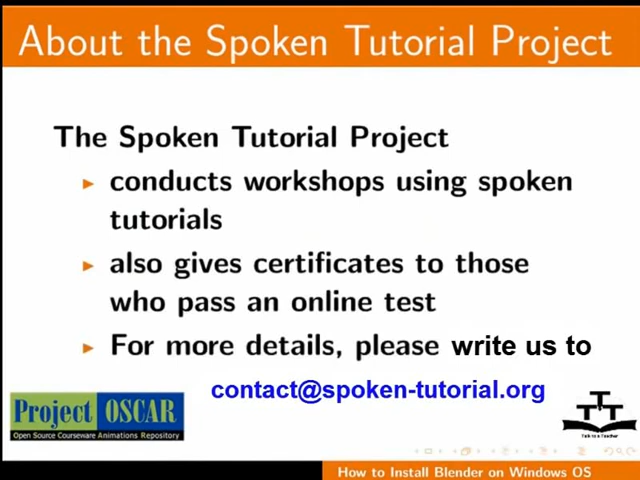 About the Spoken Tutorial Project
The Spoken Tutorial Project
conducts workshops using spoken
tutorials
also gives certificates to those
who pass an online test
For more details, please write us to
contact@spoken-tutorial.org
Project OSCAR
Open Source Courseware Animations Repository
TTT
Talk to a Teacher
How to Install Blender on Windows OS